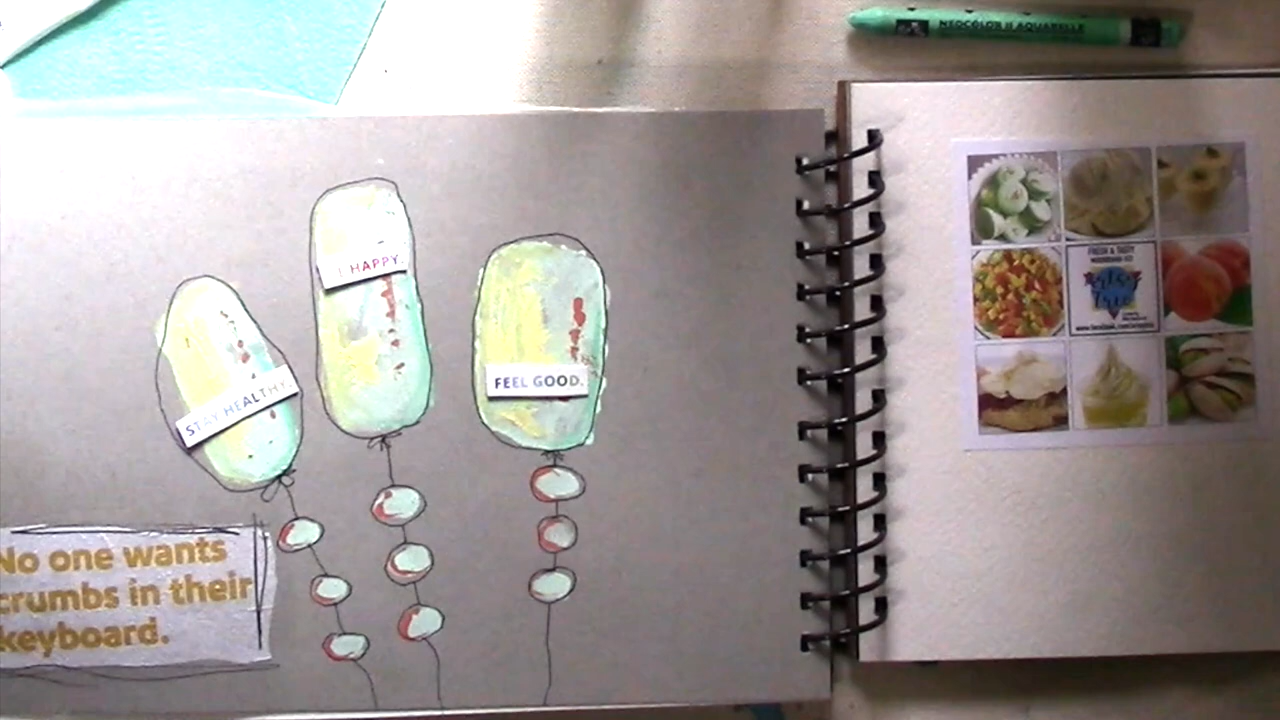 NEOCOLOR II AQUARELLE
HAPPY.
STAY HEALTHY.
FEEL GOOD.
No one wants
crumbs in their
keyboard.
FRESH & TASTY